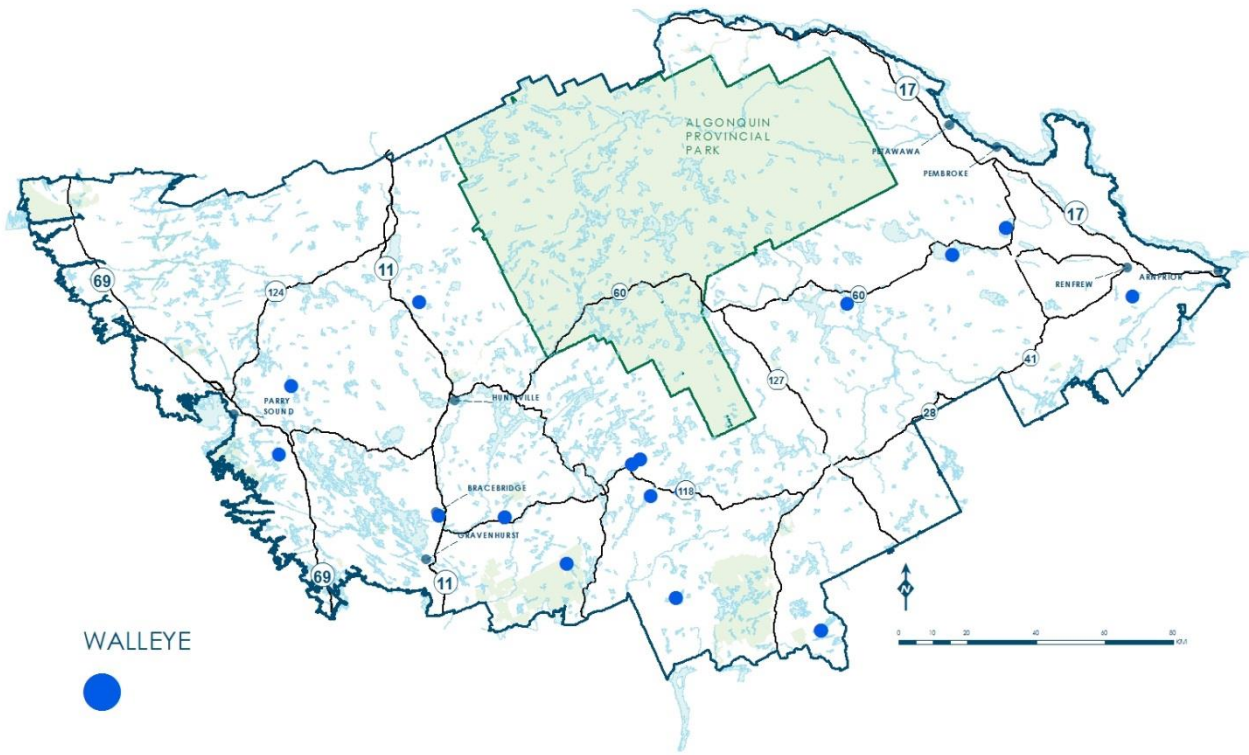 ALGONQUIN
PROVINCIAL
PARK
17
PETAWAWA
PEMBROKE
17
69
124
11
60
60
RENFREW
ARNPRIOR
127
41
28
PARRY
SOUND
HUNTSVILLE
BRACEBRIDGE
118
GRAVENHURST
69
11
N
WALLEYE
0 10 20 40 60 80
KM